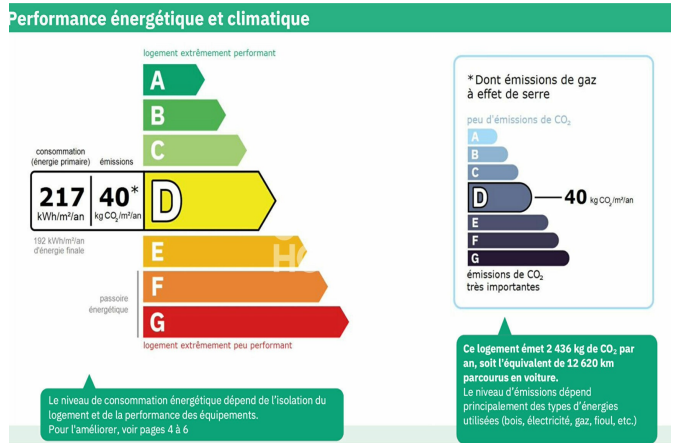 Performance énergétique et climatique
logement extrêmement performant
A
B
C
consommation
(énergie primaire)
émissions
217
kWh/m²/an
40*
kg CO₂/m²/an
D
192 kWh/m²/an
d'énergie finale
E
F
G
passoire
énergétique
logement extrêmement peu performant
Le niveau de consommation énergétique dépend de l'isolation du
logement et de la performance des équipements.
Pour l'améliorer, voir pages 4 à 6
*Dont émissions de gaz
à effet de serre
peu d'émissions de CO₂
A
B
C
D
40 kg CO₂/m²/an
E
F
G
émissions de CO₂
très importantes
Ce logement émet 2 436 kg de CO₂ par
an, soit l'équivalent de 12 620 km
parcourus en voiture.
Le niveau d'émissions dépend
principalement des types d'énergies
utilisées (bois, électricité, gaz, fioul, etc.)